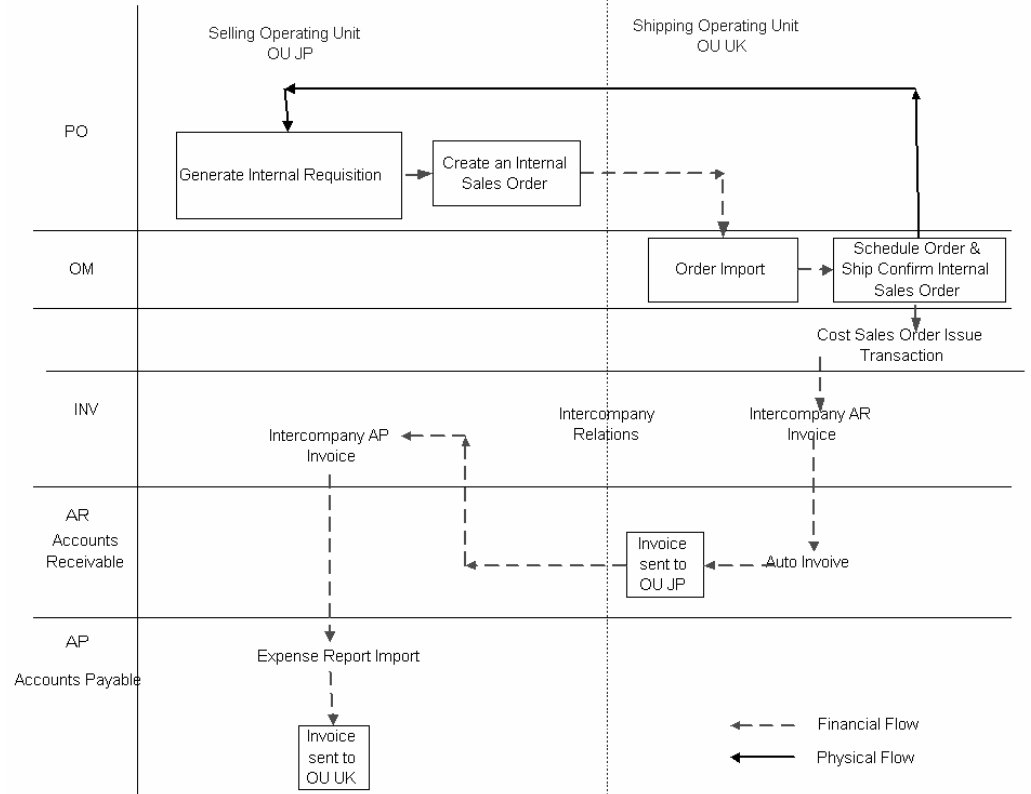 Selling Operating Unit
OU JP
Shipping Operating Unit
OU UK
PO
Generate Internal Requisition
Create an Internal
Sales Order
OM
Order Import
Schedule Order &
Ship Confirm Internal
Sales Order
Cost Sales Order Issue
Transaction
INV
Intercompany AP
Invoice
Intercompany
Relations
Intercompany AR
Invoice
AR
Accounts
Receivable
Invoice
sent to
OU JP
Auto Invoive
AP
Accounts Payable
Expense Report Import
Invoice
sent to
OU UK
Financial Flow
Physical Flow